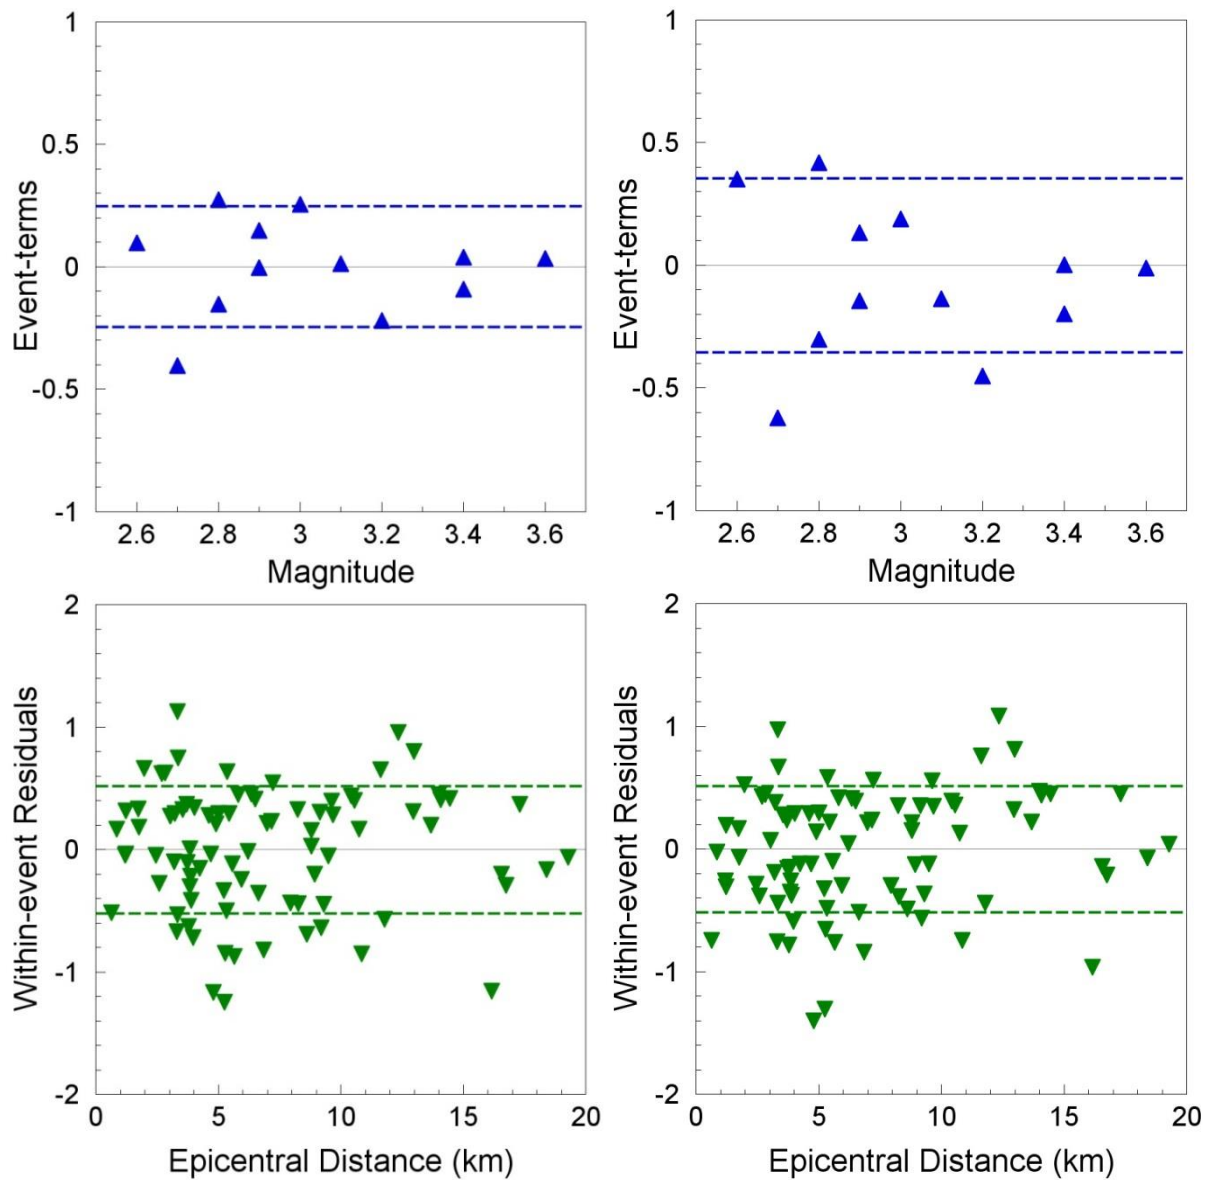 1
0.5
0
-0.5
-1
Event-terms
2.6 2.8 3 3.2 3.4 3.6
Magnitude
1
0.5
0
-0.5
-1
Event-terms
2.6 2.8 3 3.2 3.4 3.6
Magnitude
2
1
0
-1
-2
Within-event Residuals
0 5 10 15 20
Epicentral Distance (km)
2
1
0
-1
-2
Within-event Residuals
0 5 10 15 20
Epicentral Distance (km)